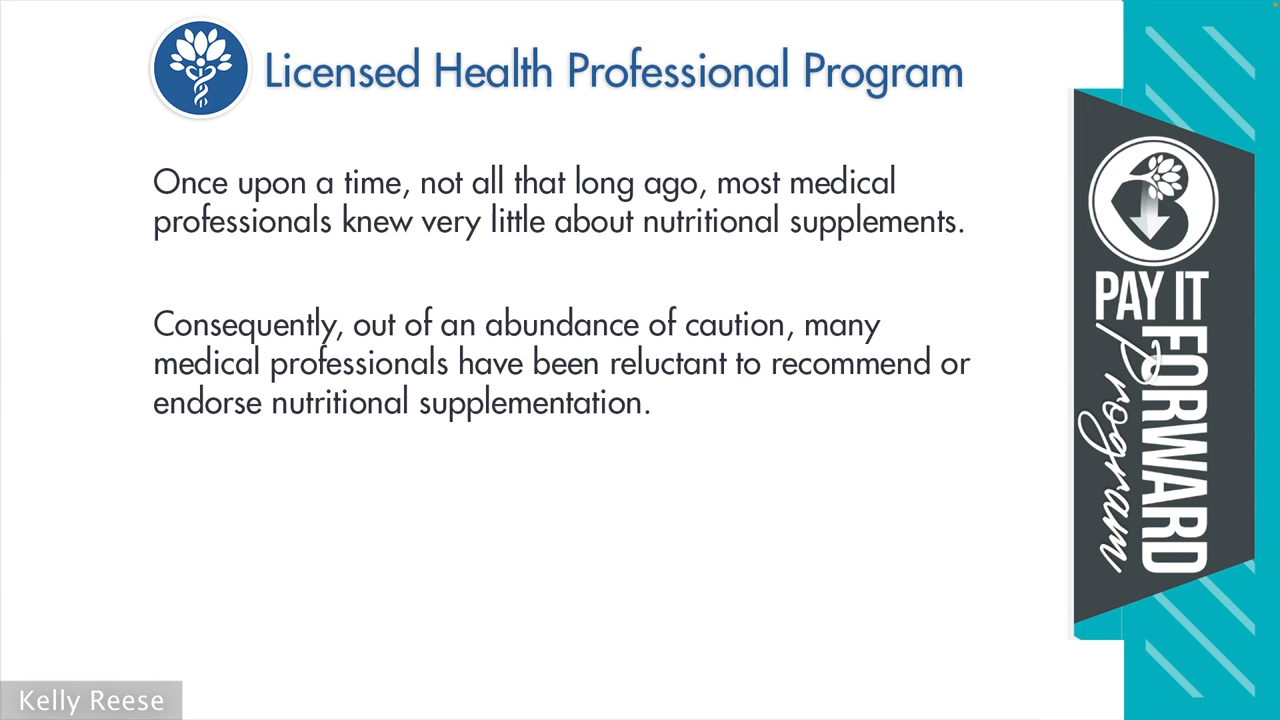 Licensed Health Professional Program
Once upon a time, not all that long ago, most medical
professionals knew very little about nutritional supplements.
Consequently, out of an abundance of caution, many
medical professionals have been reluctant to recommend or
endorse nutritional supplementation.
PAY IT
FORWARD
Program
Kelly Reese